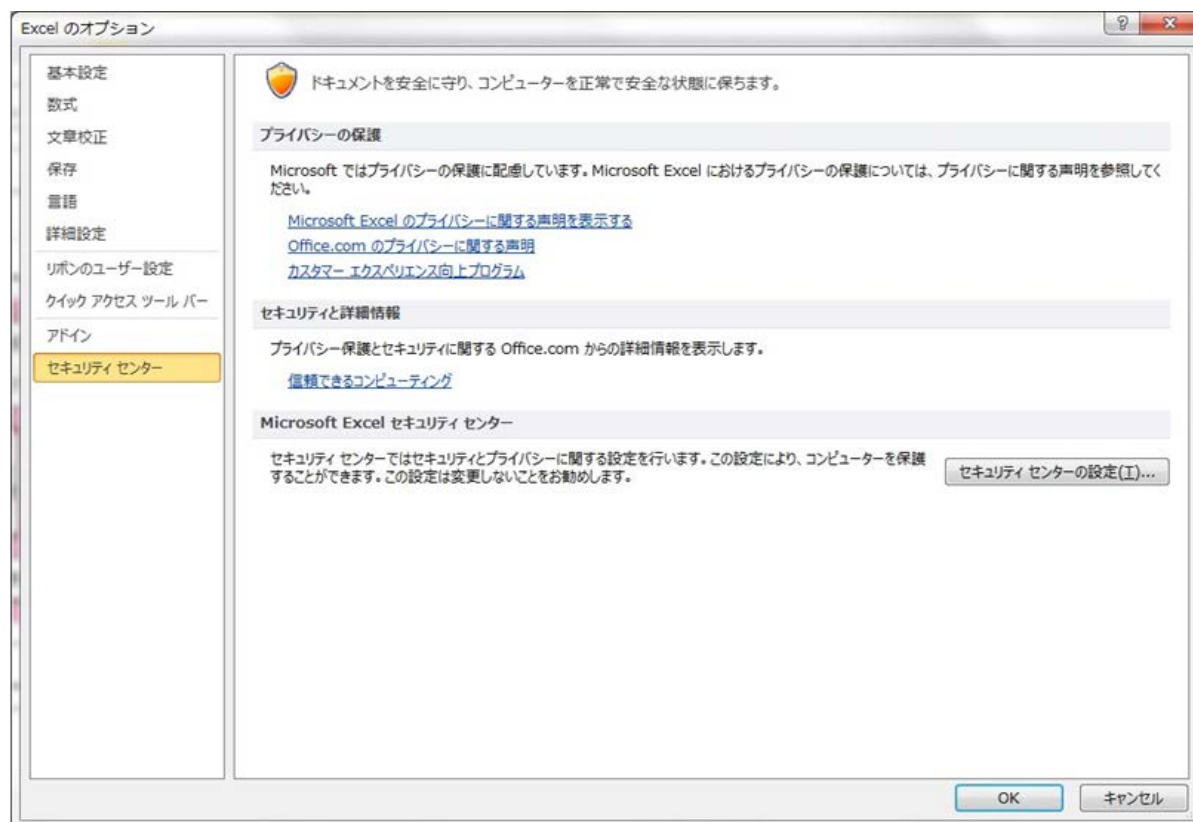 Excel のオプション
基本設定
数式
文章校正
保存
言語
詳細設定
リボンのユーザー設定
クイック アクセス ツール バー
アドイン
セキュリティ センター
ドキュメントを安全に守り、コンピューターを正常で安全な状態に保ちます。
プライバシーの保護
Microsoft ではプライバシーの保護に配慮しています。Microsoft Excel におけるプライバシーの保護については、プライバシーに関する声明を参照してく
ださい。
Microsoft Excel のプライバシーに関する声明を表示する
Office.com のプライバシーに関する声明
カスタマー エクスペリエンス向上プログラム
セキュリティと詳細情報
プライバシー保護とセキュリティに関する Office.com からの詳細情報を表示します。
信頼できるコンピューティング
Microsoft Excel セキュリティ センター
セキュリティ センターではセキュリティとプライバシーに関する設定を行います。この設定により、コンピューターを保護
することができます。この設定は変更しないことをお勧めします。
セキュリティ センターの設定(T)...
OK
キャンセル